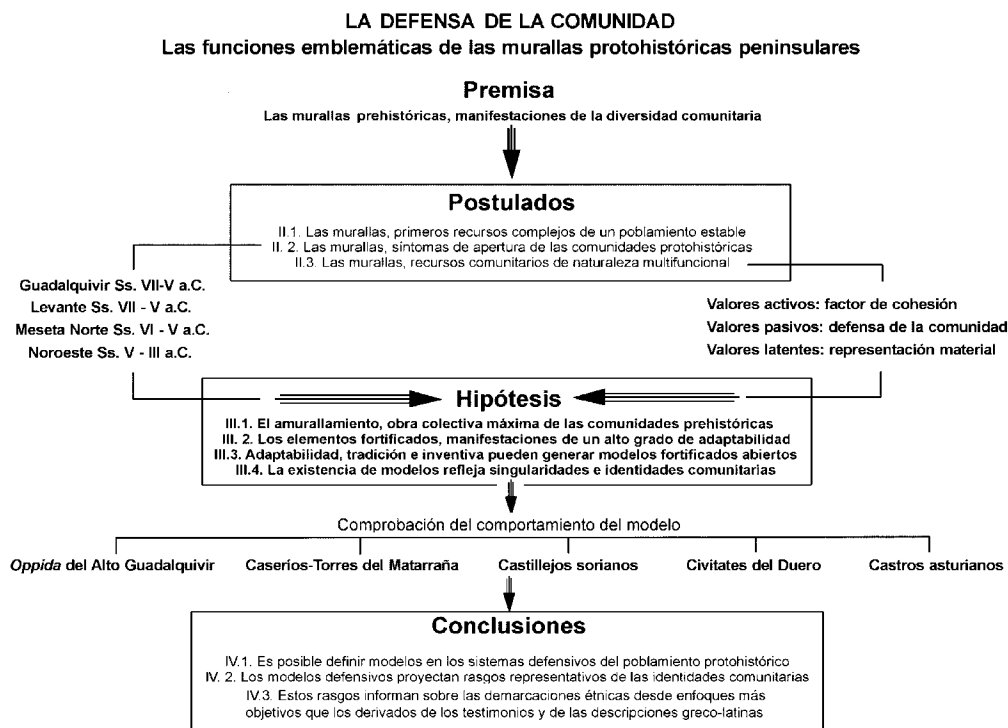 LA DEFENSA DE LA COMUNIDAD
Las funciones emblemáticas de las murallas protohistóricas peninsulares
Premisa
Las murallas prehistóricas, manifestaciones de la diversidad comunitaria
Postulados
II.1. Las murallas, primeros recursos complejos de un poblamiento estable
II. 2. Las murallas, síntomas de apertura de las comunidades protohistóricas
II.3. Las murallas, recursos comunitarios de naturaleza multifuncional
Guadalquivir Ss. VII-V a.C.
Levante Ss. VII - V a.C.
Meseta Norte Ss. VI - V a.C.
Noroeste Ss. V - III a.C.
Valores activos: factor de cohesión
Valores pasivos: defensa de la comunidad
Valores latentes: representación material
Hipótesis
III.1. El amurallamiento, obra colectiva máxima de las comunidades prehistóricas
III. 2. Los elementos fortificados, manifestaciones de un alto grado de adaptabilidad
III.3. Adaptabilidad, tradición e inventiva pueden generar modelos fortificados abiertos
III.4. La existencia de modelos refleja singularidades e identidades comunitarias
Comprobación del comportamiento del modelo
Oppida del Alto Guadalquivir
Caseríos-Torres del Matarraña
Castillejos sorianos
Civitates del Duero
Castros asturianos
Conclusiones
IV.1. Es posible definir modelos en los sistemas defensivos del poblamiento protohistórico
IV. 2. Los modelos defensivos proyectan rasgos representativos de las identidades comunitarias
IV.3. Estos rasgos informan sobre las demarcaciones étnicas desde enfoques más
objetivos que los derivados de los testimonios y de las descripciones greco-latinas